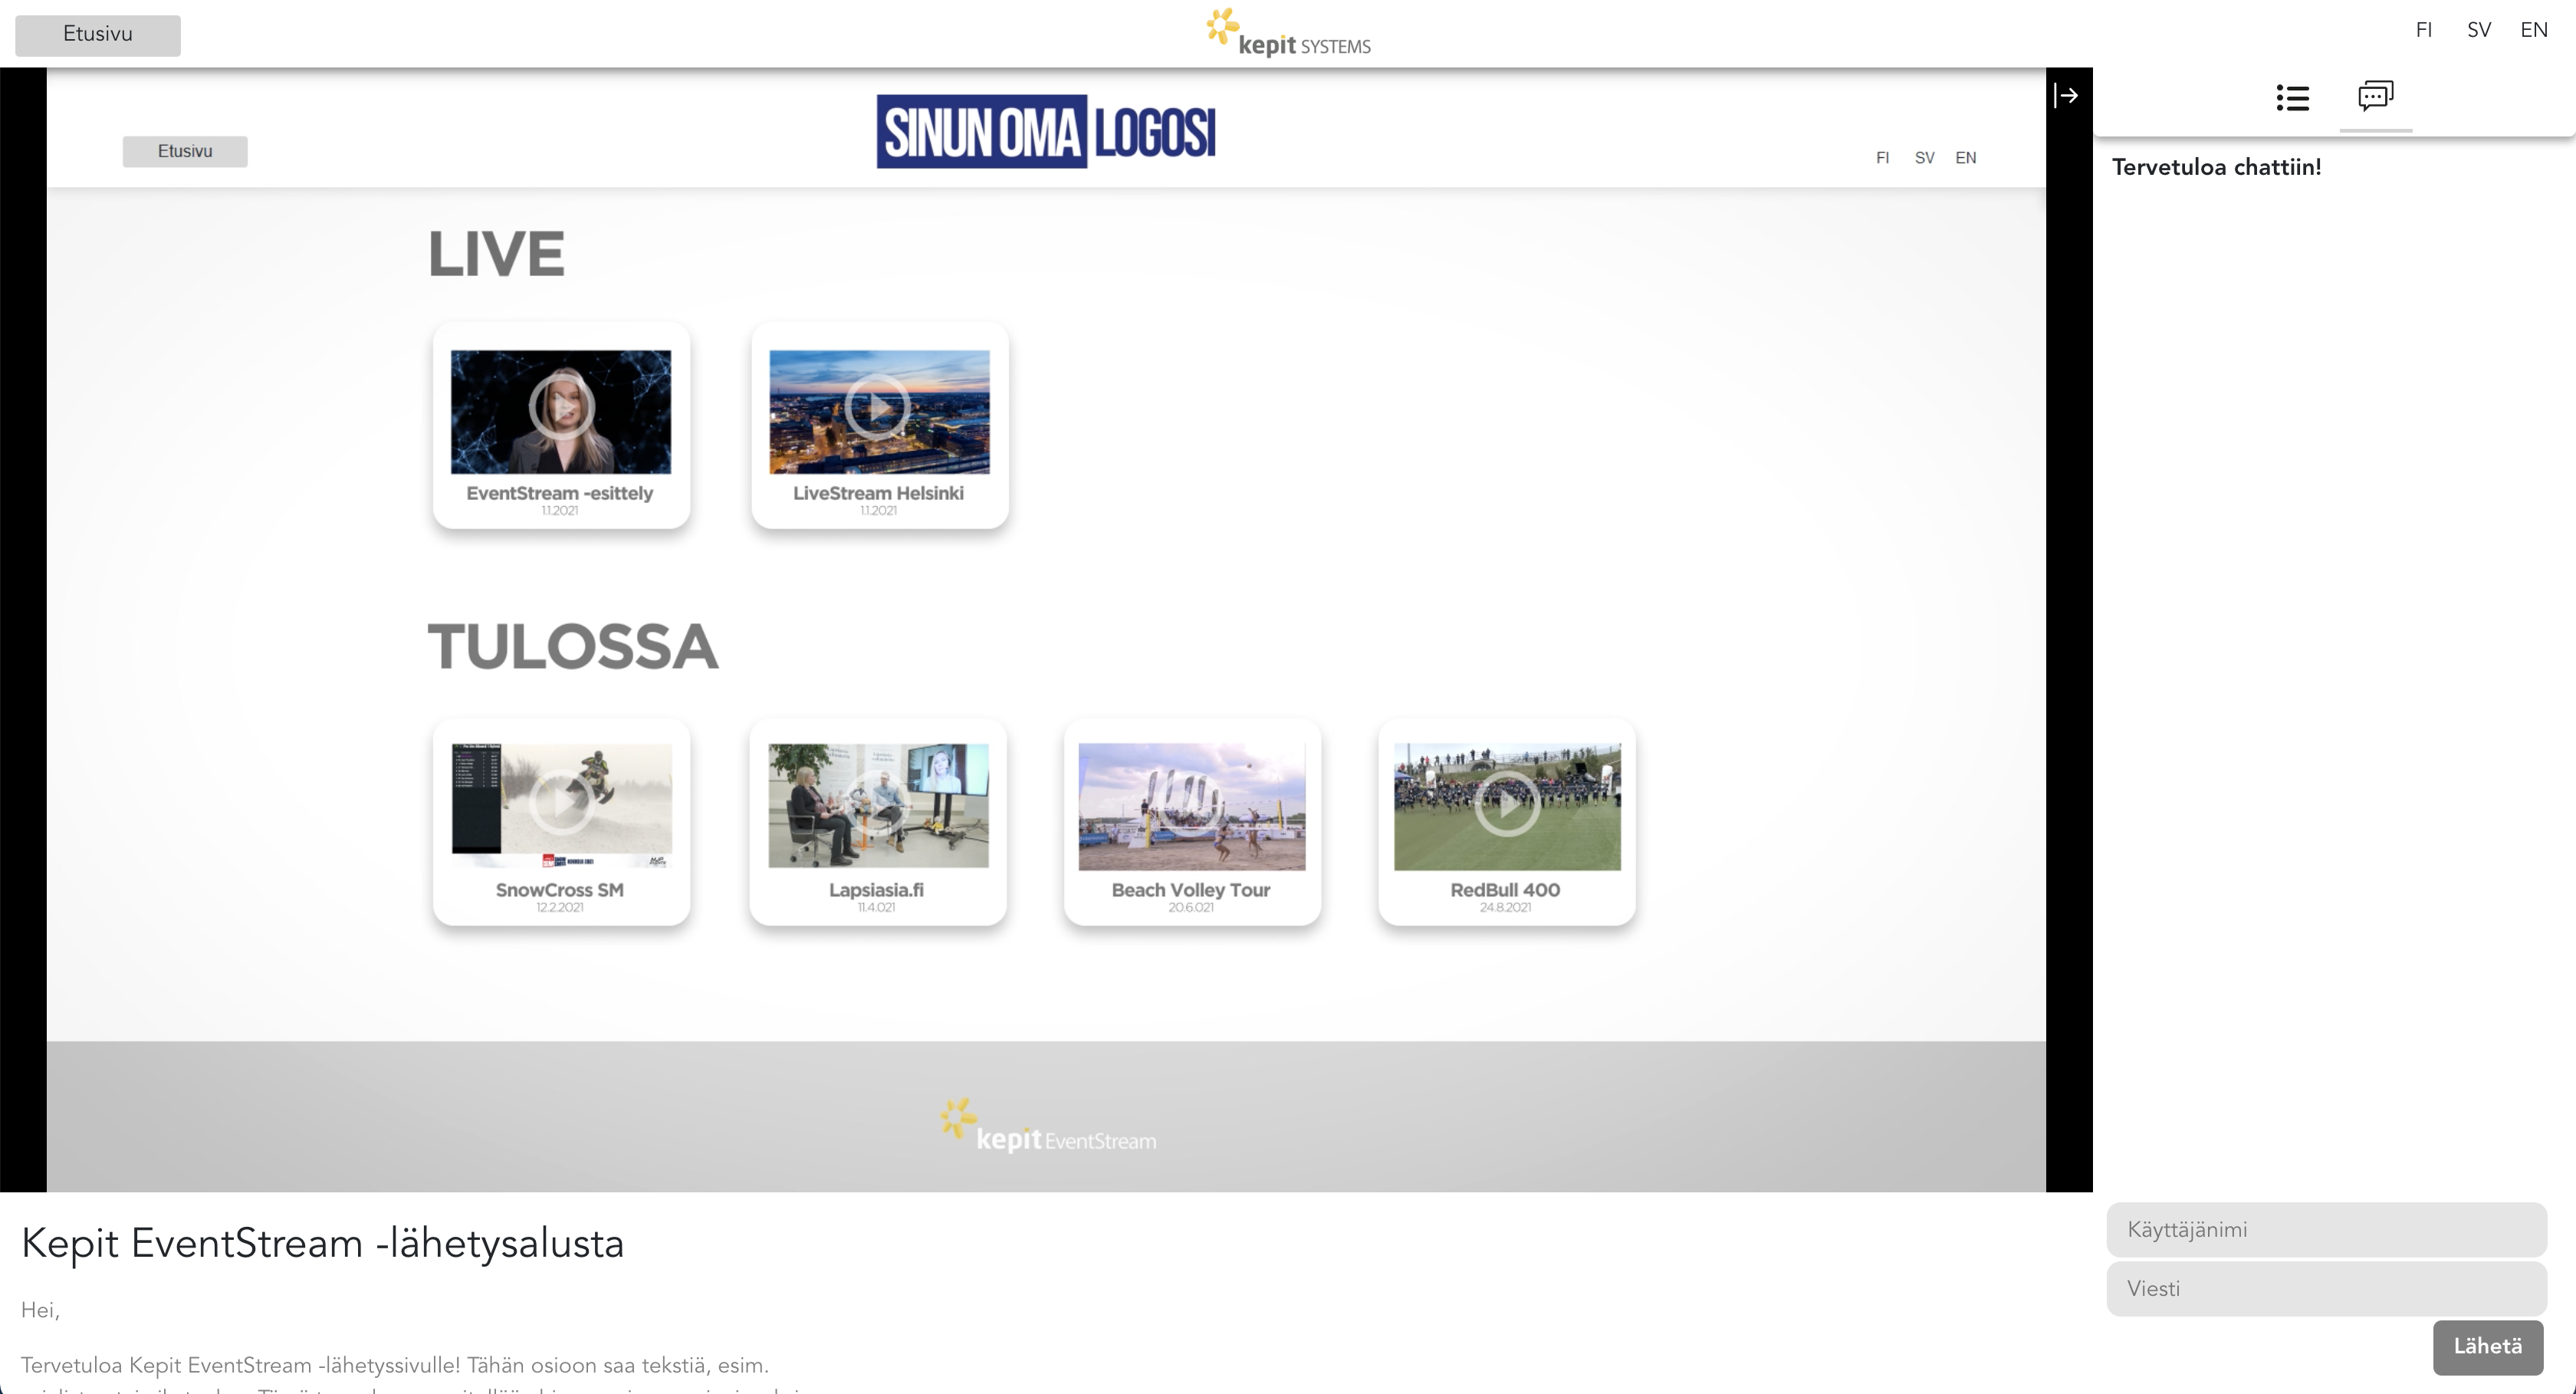 Etusivu
kepit SYSTEMS
FI SV EN
Etusivu
SINUN OMA LOGOSI
FI SV EN
LIVE
EventStream -esittely
1.1.2021
LiveStream Helsinki
1.1.2021
TULOSSA
SnowCross SM
12.2.2021
Lapsiasia.fi
11.4.021
Beach Volley Tour
20.6.021
RedBull 400
24.8.2021
kepit EventStream
Tervetuloa chattiin!
Käyttäjänimi
Viesti
Lähetä
Kepit EventStream -lähetysalusta
Hei,
Tervetuloa Kepit EventStream -lähetyssivulle! Tähän osioon saa tekstiä, esim.